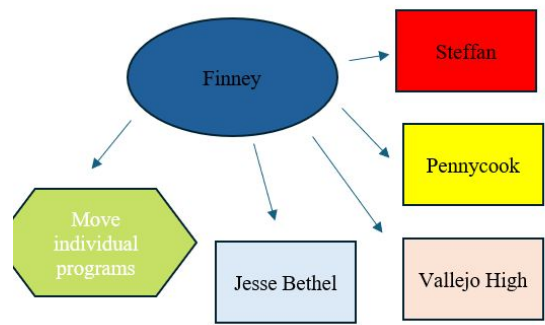 Steffan
Finney
Pennycook
Move
individual
programs
Jesse Bethel
Vallejo High